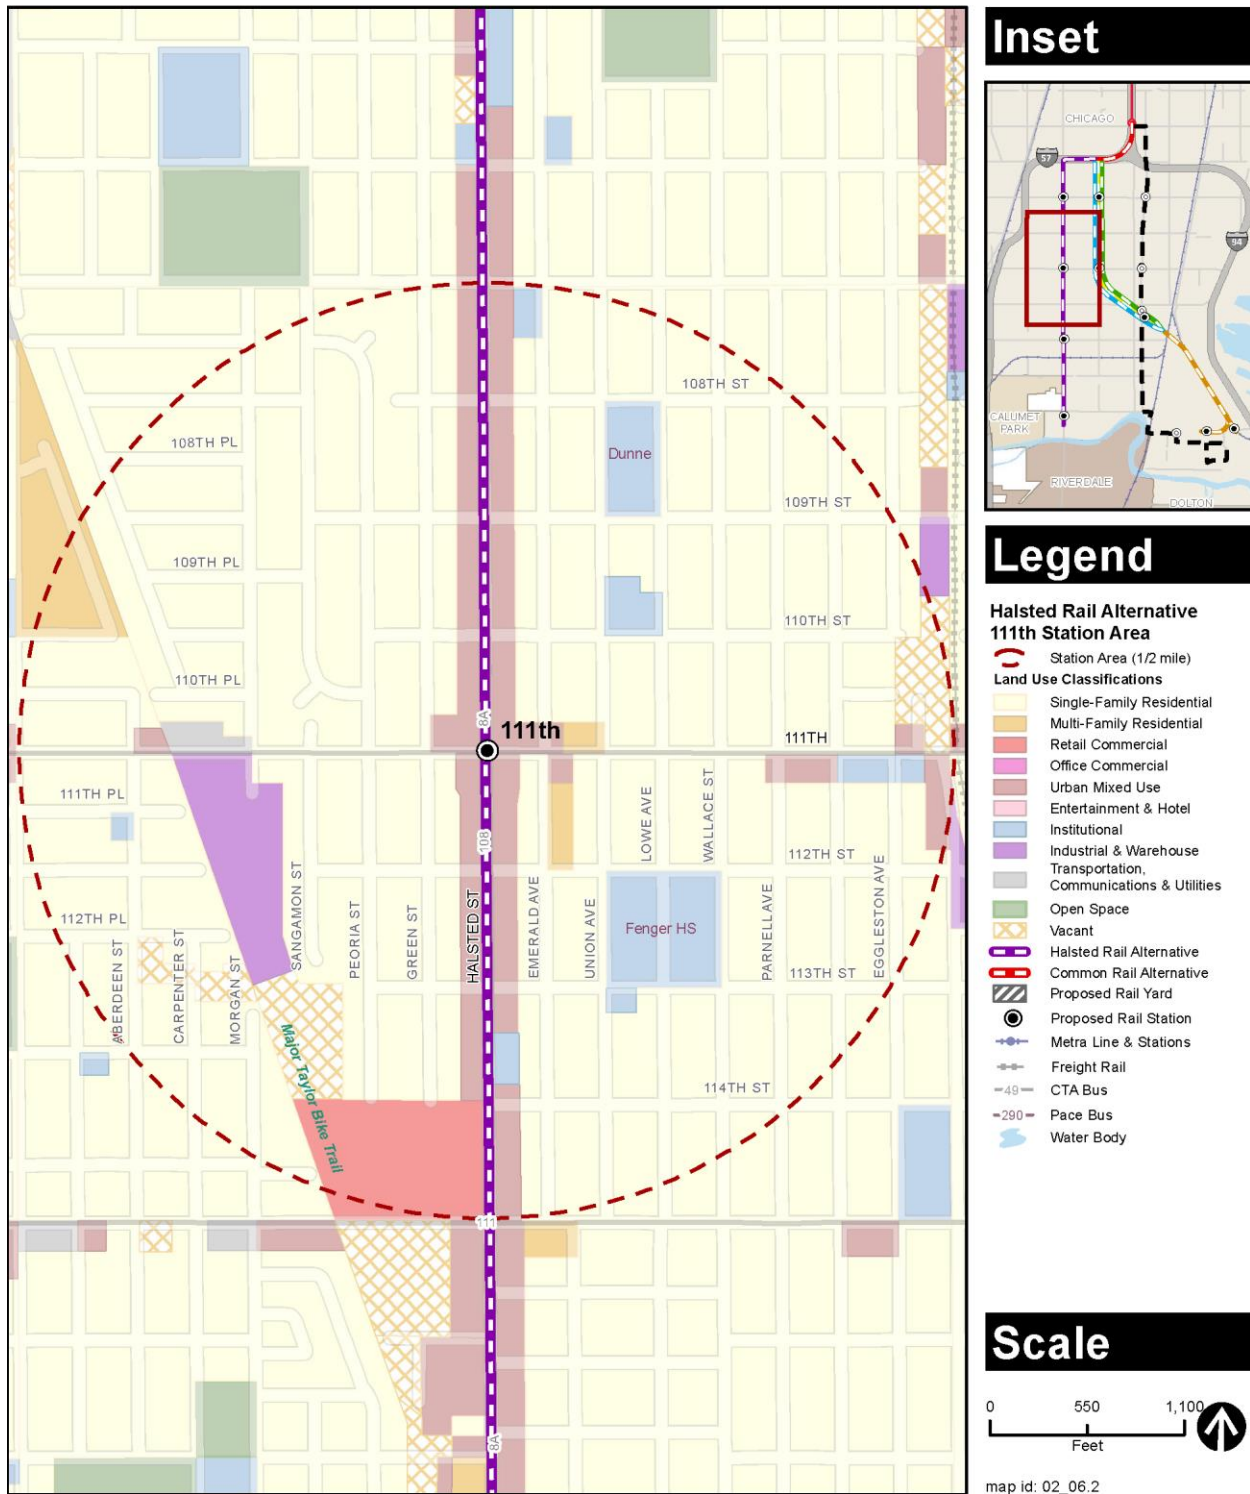 108TH ST
108TH PL
Dunne
109TH ST
109TH PL
110TH ST
110TH PL
8A
111th
111TH
111TH PL
108
LOWE AVE
WALLACE ST
112TH ST
112TH PL
ABERDEEN ST
CARPENTER ST
MORGAN ST
SANGAMON ST
PEORIA ST
GREEN ST
HALSTED ST
EMERALD AVE
UNION AVE
Fenger HS
PARNELL AVE
EGGLESTON AVE
113TH ST
Major Taylor Bike Trail
114TH ST
111
8A
Inset
CHICAGO
57
94
CALUMET
PARK
RIVERDALE
DOLTON
Legend
Halsted Rail Alternative
111th Station Area
Station Area (1/2 mile)
Land Use Classifications
Single-Family Residential
Multi-Family Residential
Retail Commercial
Office Commercial
Urban Mixed Use
Entertainment & Hotel
Institutional
Industrial & Warehouse
Transportation,
Communications & Utilities
Open Space
Vacant
Halsted Rail Alternative
Common Rail Alternative
Proposed Rail Yard
Proposed Rail Station
Metra Line & Stations
Freight Rail
49 CTA Bus
290 Pace Bus
Water Body
Scale
0 550 1,100
Feet
map id: 02_06.2